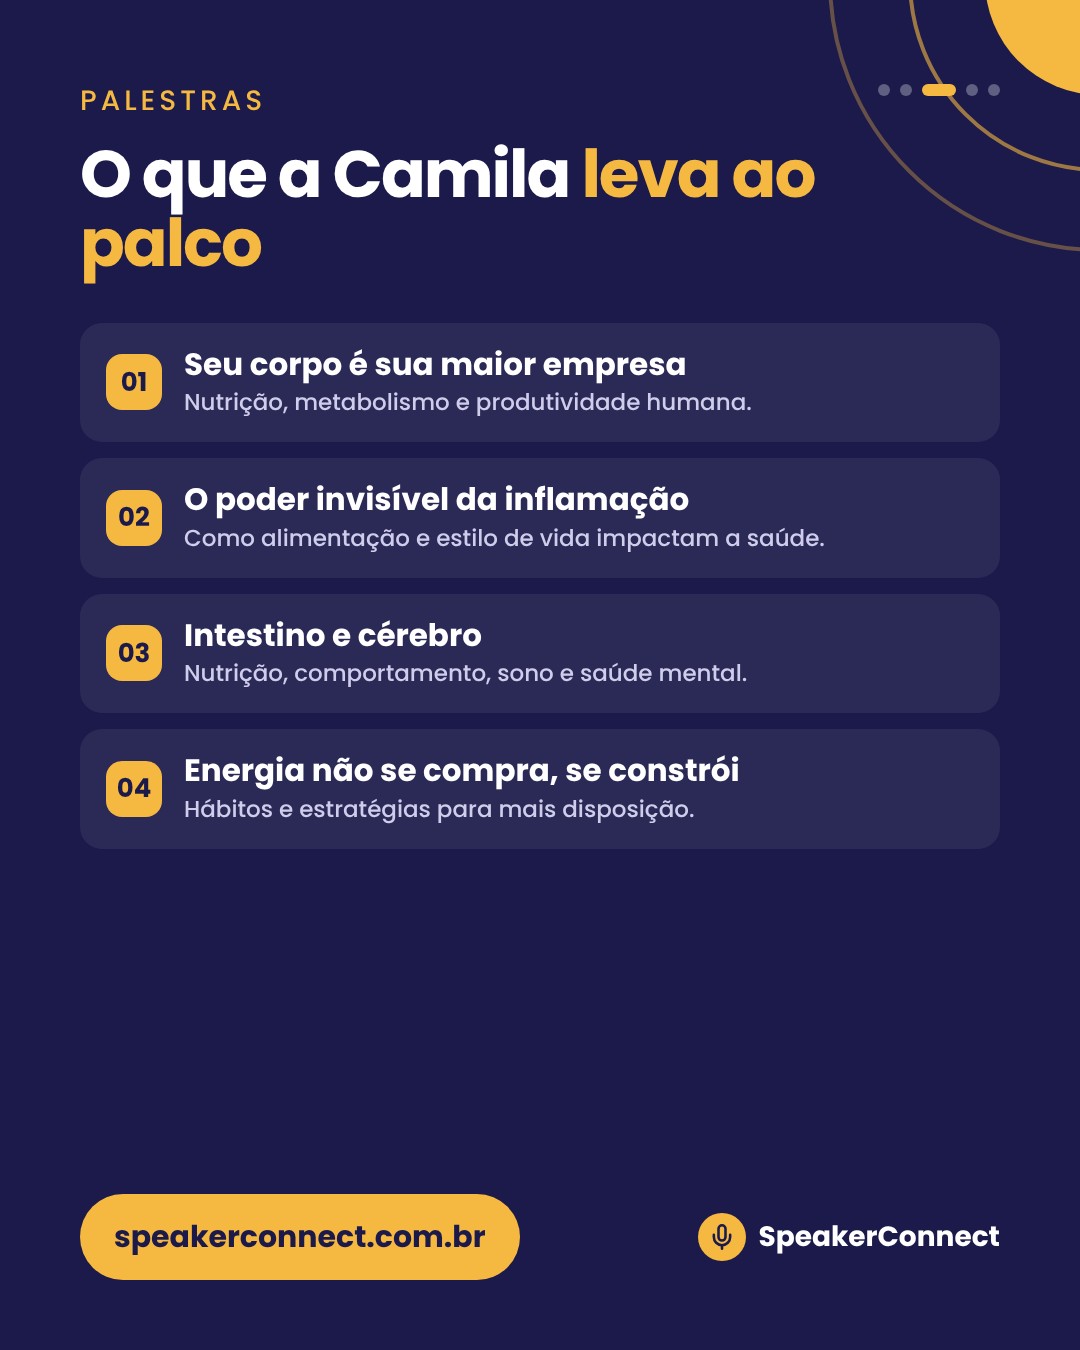 PALESTRAS
O que a Camila leva ao
palco
01
Seu corpo é sua maior empresa
Nutrição, metabolismo e produtividade humana.
02
O poder invisível da inflamação
Como alimentação e estilo de vida impactam a saúde.
03
Intestino e cérebro
Nutrição, comportamento, sono e saúde mental.
04
Energia não se compra, se constrói
Hábitos e estratégias para mais disposição.
speakerconnect.com.br
SpeakerConnect